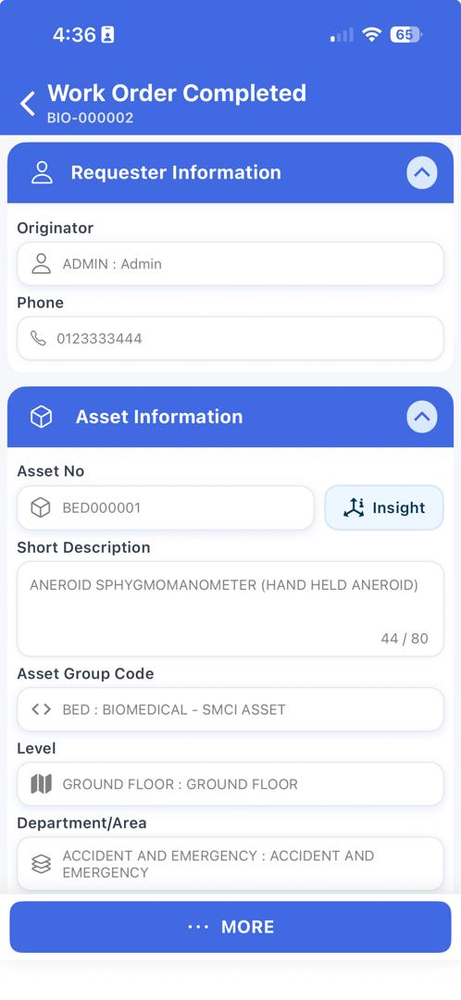 4:36
65
Work Order Completed
BIO-000002
Requester Information
Originator
ADMIN : Admin
Phone
0123333444
Asset Information
Asset No
BED000001
Insight
Short Description
ANEROID SPHYGMOMANOMETER (HAND HELD ANEROID)
44 / 80
Asset Group Code
BED : BIOMEDICAL - SMCI ASSET
Level
GROUND FLOOR : GROUND FLOOR
Department/Area
ACCIDENT AND EMERGENCY : ACCIDENT AND
EMERGENCY
··· MORE